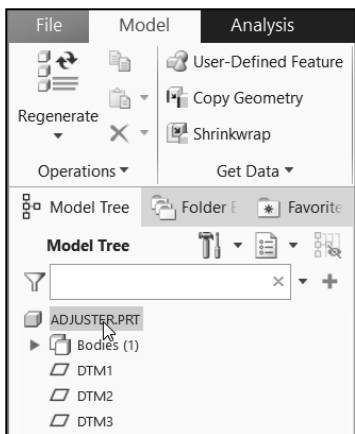 File Model Analysis
User-Defined Feature
Copy Geometry
Regenerate
Shrinkwrap
Operations Get Data
Model Tree Folder Favorite
Model Tree
ADJUSTER.PRT
Bodies (1)
DTM1
DTM2
DTM3